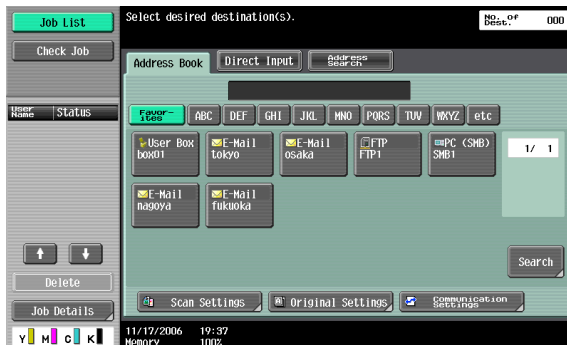 Job List
Check Job
User Name Status
Delete
Job Details
Y M C K
Select desired destination(s).
No. of Dest. 000
Address Book Direct Input Address Search
Favor-ites ABC DEF GHI JKL MNO PQRS TUV WXYZ etc
User Box
box01
E-Mail
tokyo
E-Mail
osaka
FTP
FTP1
PC (SMB)
SMB1
1/ 1
E-Mail
nagoya
E-Mail
fukuoka
Search
Scan Settings Original Settings Communication Settings
11/17/2006 19:37
Memory 100%